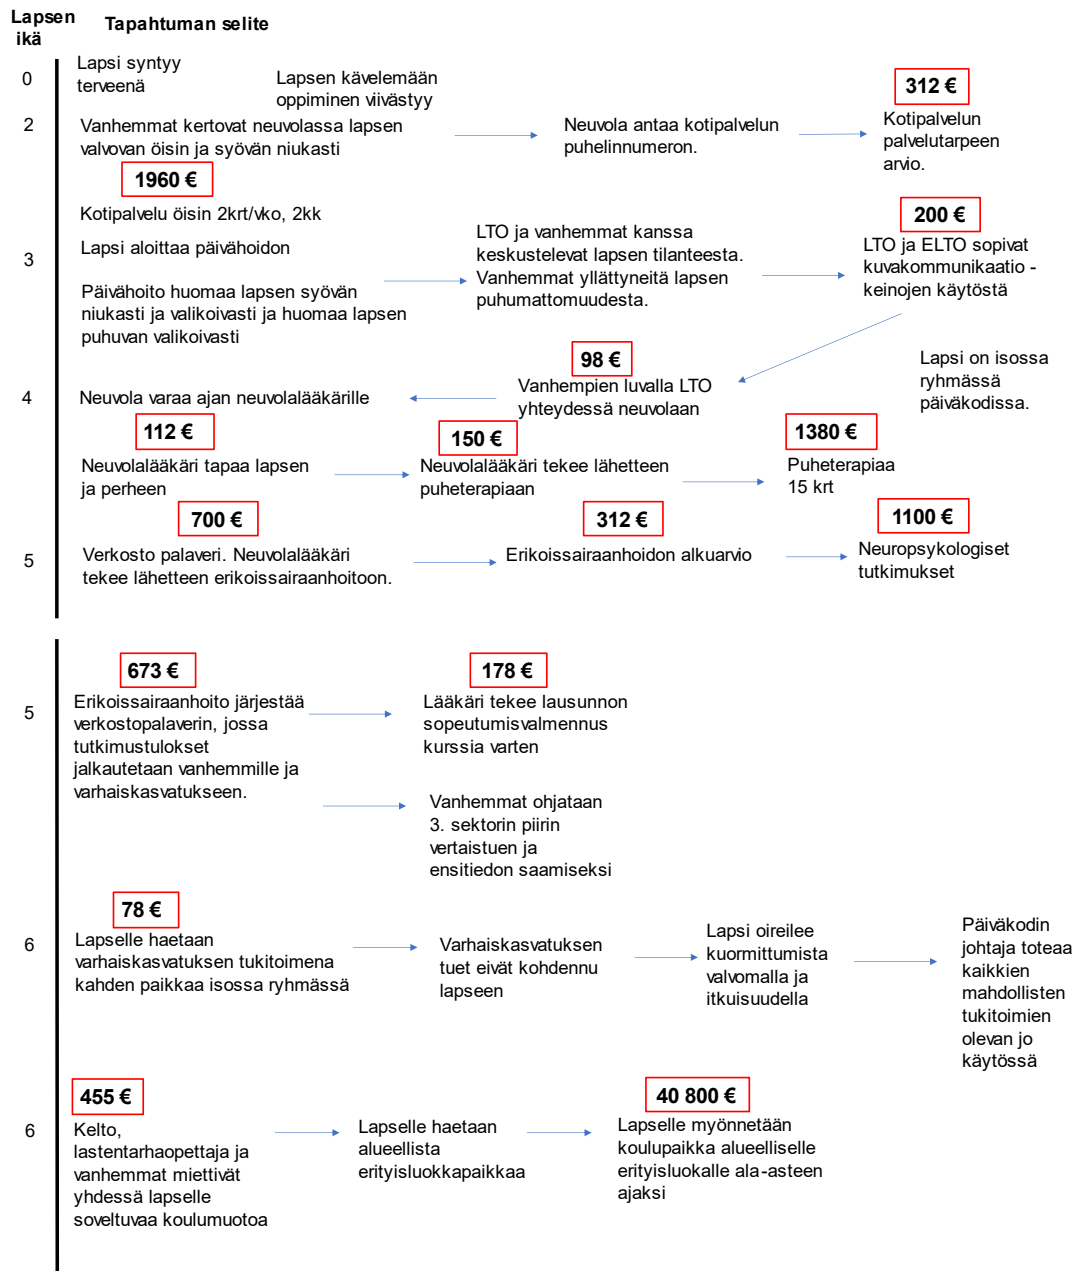 Lapsen
ikä
Tapahtuman selite
0
Lapsi syntyy
terveenä
Lapsen kävelemään
oppiminen viivästyy
312 €
2
Vanhemmat kertovat neuvolassa lapsen
valvovan öisin ja syövän niukasti
Neuvola antaa kotipalvelun
puhelinnumeron.
Kotipalvelun
palvelutarpeen
arvio.
1960 €
Kotipalvelu öisin 2krt/vko, 2kk
200 €
3
Lapsi aloittaa päivähoidon
Päivähoito huomaa lapsen syövän
niukasti ja valikoivasti ja huomaa lapsen
puhuvan valikoivasti
LTO ja vanhemmat kanssa
keskustelevat lapsen tilanteesta.
Vanhemmat yllättyneitä lapsen
puhumattomuudesta.
LTO ja ELTO sopivat
kuvakommunikaatio -
keinojen käytöstä
98 €
Lapsi on isossa
ryhmässä
päiväkodissa.
4
Neuvola varaa ajan neuvolalääkärille
Vanhempien luvalla LTO
yhteydessä neuvolaan
112 €
Neuvolalääkäri tapaa lapsen
ja perheen
150 €
Neuvolalääkäri tekee lähetteen
puheterapiaan
1380 €
Puheterapiaa
15 krt
700 €
312 €
1100 €
5
Verkosto palaveri. Neuvolalääkäri
tekee lähetteen erikoissairaanhoitoon.
Erikoissairaanhoidon alkuarvio
Neuropsykologiset
tutkimukset
673 €
178 €
5
Erikoissairaanhoito järjestää
verkostopalaverin, jossa
tutkimustulokset
jalkautetaan vanhemmille ja
varhaiskasvatukseen.
Lääkäri tekee lausunnon
sopeutumisvalmennus
kurssia varten
Vanhemmat ohjataan
3. sektorin piirin
vertaistuen ja
ensitiedon saamiseksi
78 €
6
Lapselle haetaan
varhaiskasvatuksen tukitoimena
kahden paikkaa isossa ryhmässä
Varhaiskasvatuksen
tuet eivät kohdennu
lapseen
Lapsi oireilee
kuormittumista
valvomalla ja
itkuisuudella
Päiväkodin
johtaja toteaa
kaikkien
mahdollisten
tukitoimien
olevan jo
käytössä
455 €
40 800 €
6
Kelto,
lastentarhaopettaja ja
vanhemmat miettivät
yhdessä lapselle
soveltuvaa koulumuotoa
Lapselle haetaan
alueellista
erityisluokkapaikkaa
Lapselle myönnetään
koulupaikka alueelliselle
erityisluokalle ala-asteen
ajaksi